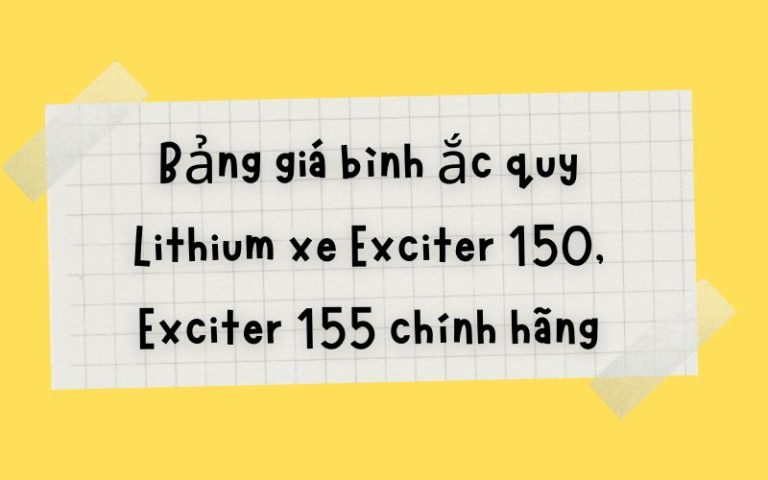 Bảng giá bình ắc quy
Lithium xe Exciter 150,
Exciter 155 chính hãng